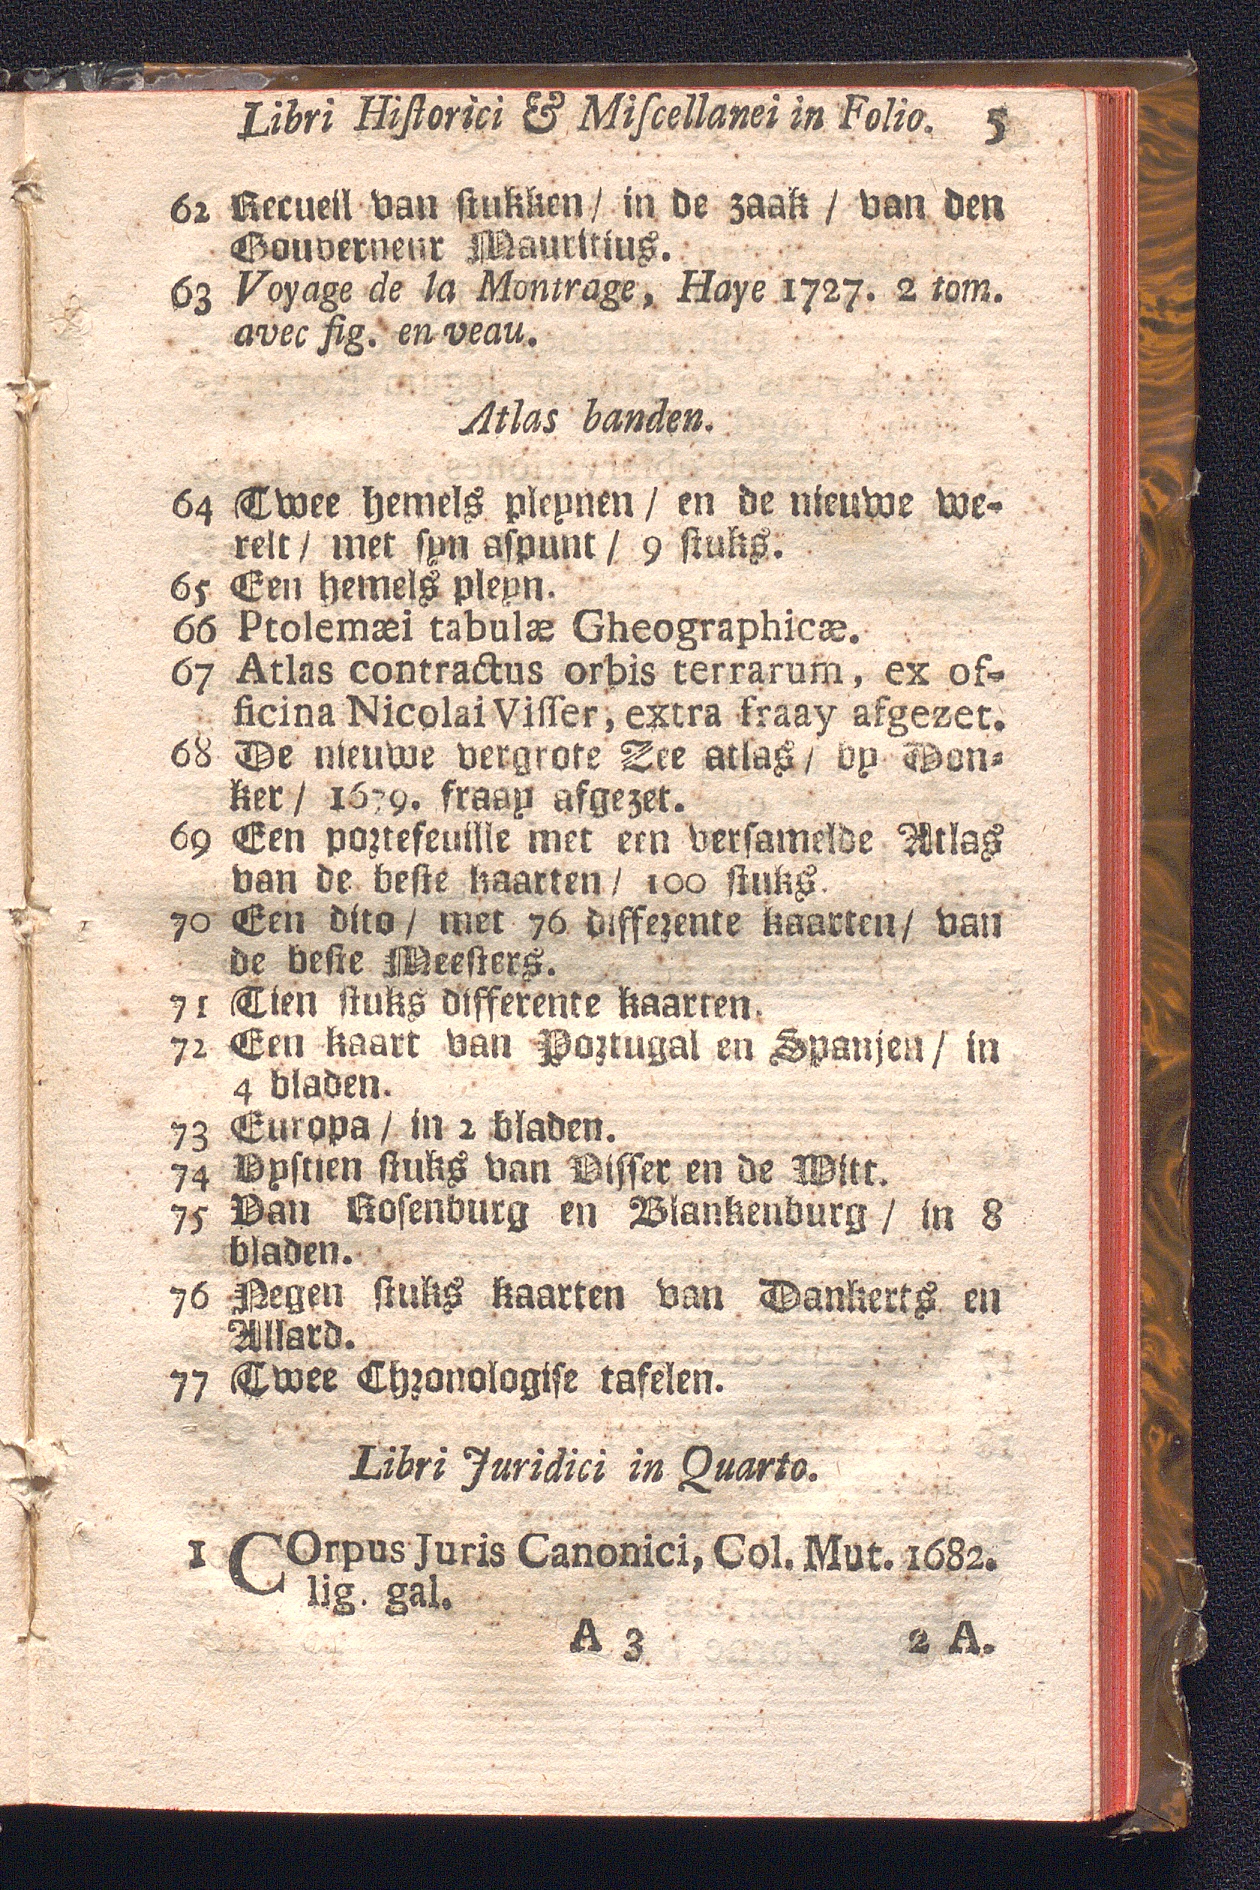 Libri Hiſtorici & Miſcellanei in Folio. 5
62 Recueil van ſtukken / in de zaak / van den
Gouverneur Mauritius.
63 Voyage de la Montrage, Haye 1727. 2 tom.
avec fig. en veau.
Atlas banden.
64 Twee hemels pleynen / en de nieuwe we-
relt / met ſyn aſpunt / 9 ſtuks.
65 Een hemels pleyn.
66 Ptolemæi tabulæ Gheographicæ.
67 Atlas contractus orbis terrarum, ex of-
ficina Nicolai Viſſer, extra fraay afgezet.
68 De nieuwe vergrote Zee atlas / by Don-
ker / 1679. fraay afgezet.
69 Een portefeuille met een verſamelde Atlas
van de beſte kaarten / 100 ſtuks.
70 Een dito / met 76 differente kaarten / van
de beſte Meeſters.
71 Tien ſtuks differente kaarten.
72 Een kaart van Portugal en Spanjen / in
4 bladen.
73 Europa / in 2 bladen.
74 Vyſtien ſtuks van Viſſer en de Witt.
75 Van Roſenburg en Blankenburg / in 8
bladen.
76 Negen ſtuks kaarten van Dankerts en
Allard.
77 Twee Chronologiſe tafelen.
Libri Juridici in Quarto.
1 COrpus Juris Canonici, Col. Mut. 1682.
lig. gal.
A 3 2 A.